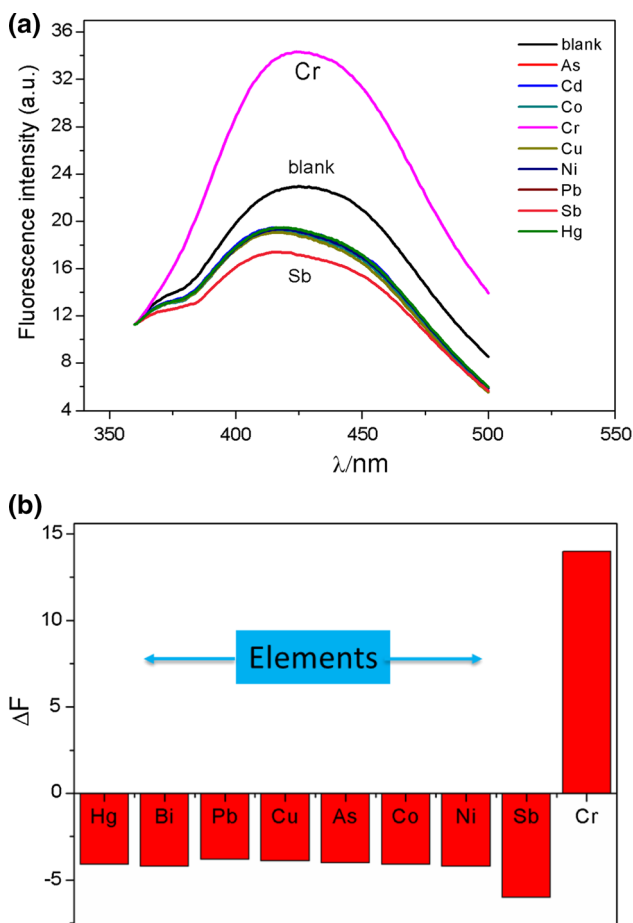 (a)
Fluorescence intensity (a.u.)
36
32
28
24
20
16
12
8
4
Cr
blank
Sb
blank
As
Cd
Co
Cr
Cu
Ni
Pb
Sb
Hg
350 400 450 500 550
λ/nm
(b)
ΔF
15
10
5
0
-5
Elements
Hg Bi Pb Cu As Co Ni Sb Cr